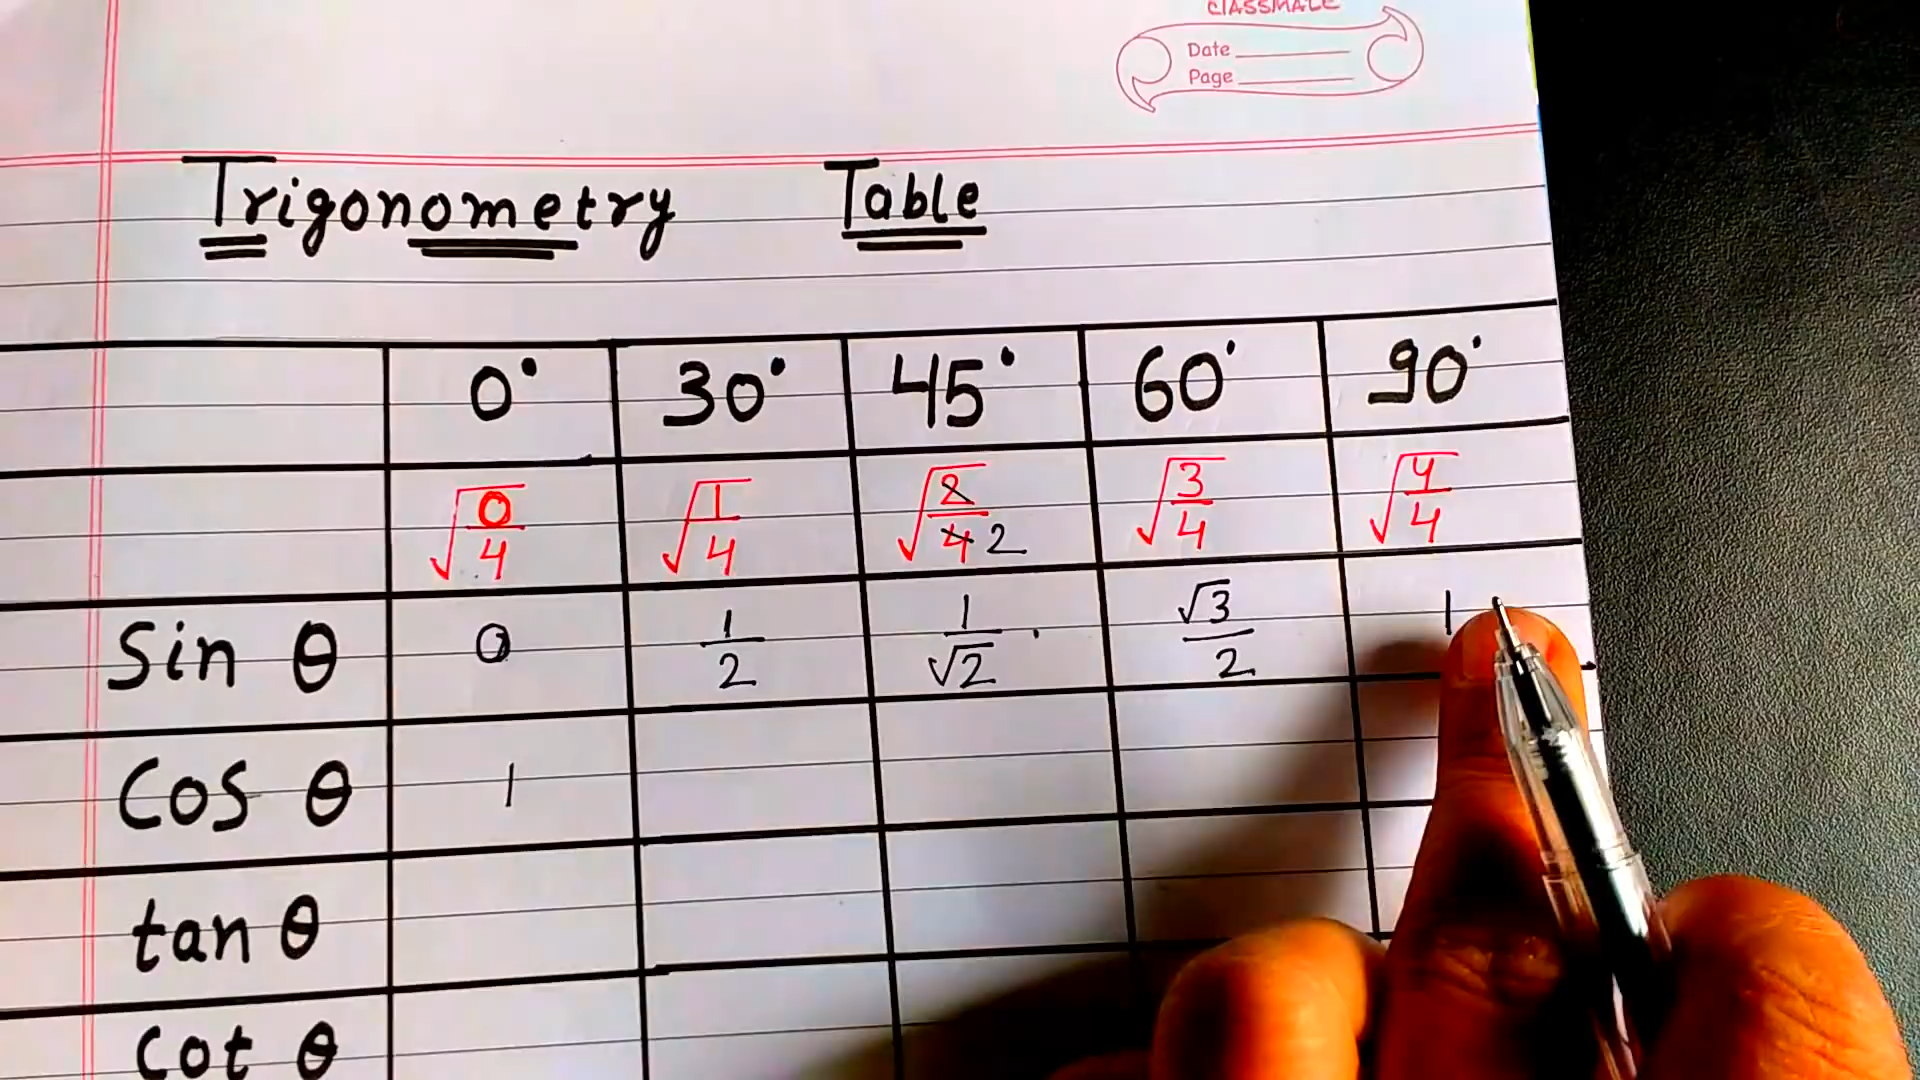 CLASSMATE
Date
Page
Trigonometry Table
0° 30° 45° 60° 90°
√0/4 √1/4 √2/4 2 √3/4 √4/4
Sin θ 0 1/2 1/√2 √3/2 1
Cos θ 1
tan θ
Cot θ